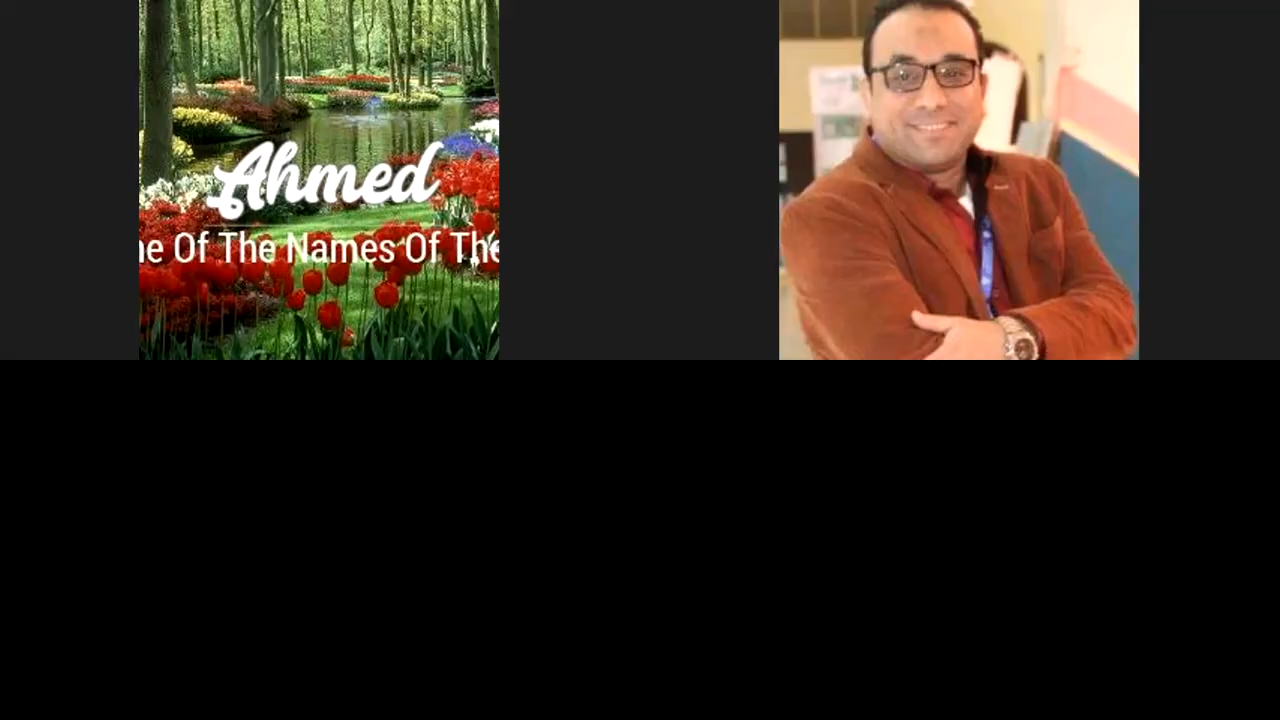 Ahmed
e Of The Names Of The